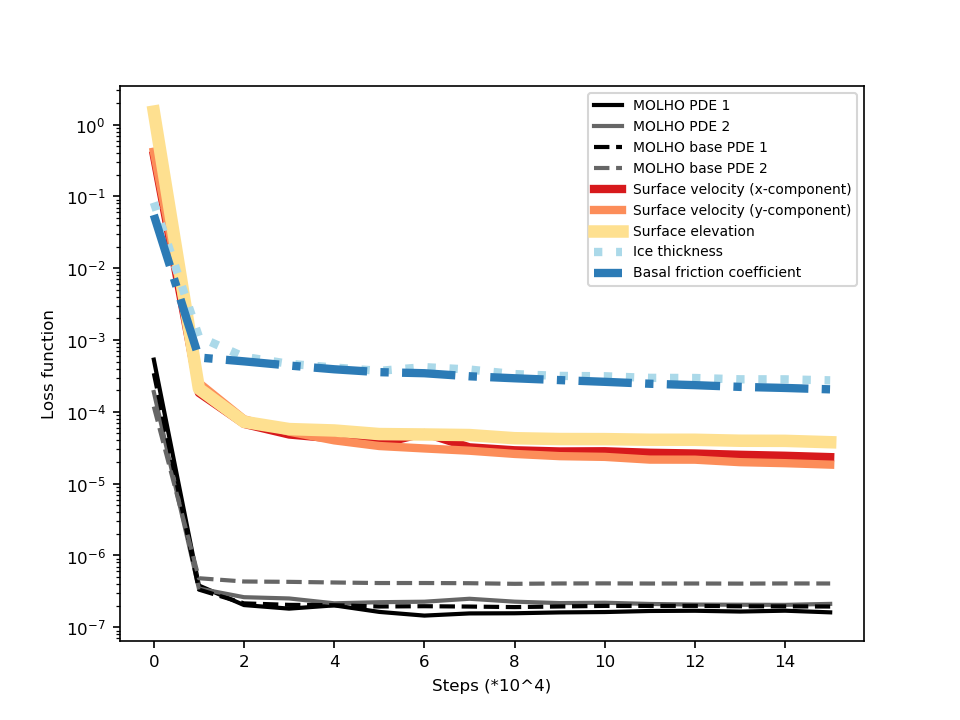 MOLHO PDE 1
MOLHO PDE 2
MOLHO base PDE 1
MOLHO base PDE 2
Surface velocity (x-component)
Surface velocity (y-component)
Surface elevation
Ice thickness
Basal friction coefficient
Loss function
10⁰
10⁻¹
10⁻²
10⁻³
10⁻⁴
10⁻⁵
10⁻⁶
10⁻⁷
0 2 4 6 8 10 12 14
Steps (*10^4)